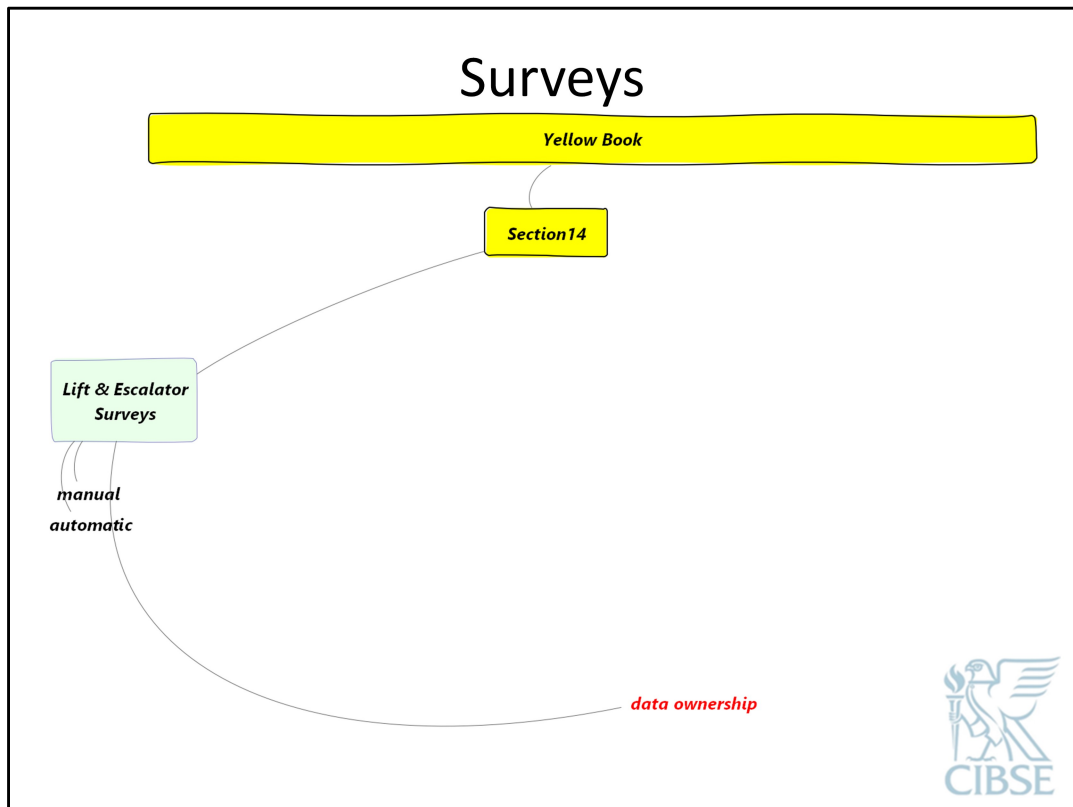 Surveys
Yellow Book
Section14
Lift & Escalator
Surveys
manual
automatic
data ownership
CIBSE